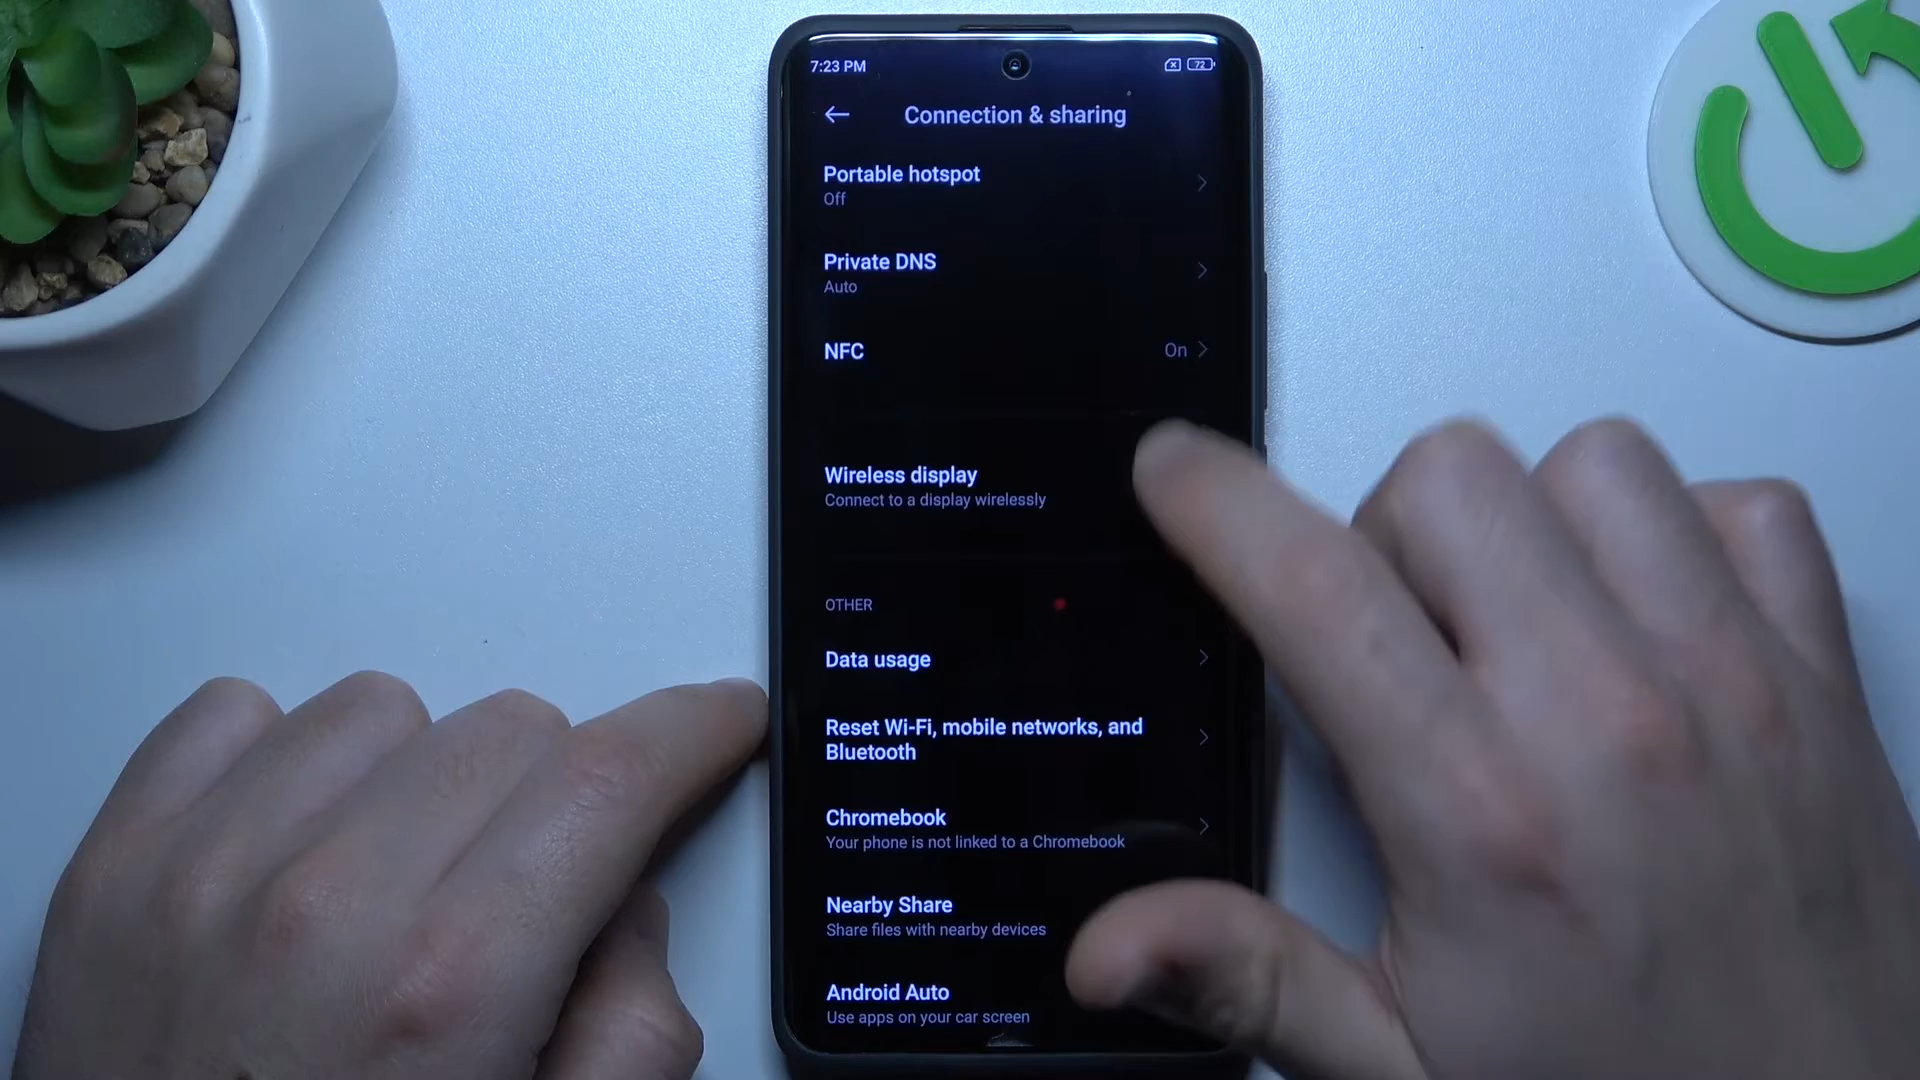 7:23 PM
72
Connection & sharing
Portable hotspot
Off
Private DNS
Auto
NFC
On
Wireless display
Connect to a display wirelessly
OTHER
Data usage
Reset Wi-Fi, mobile networks, and
Bluetooth
Chromebook
Your phone is not linked to a Chromebook
Nearby Share
Share files with nearby devices
Android Auto
Use apps on your car screen